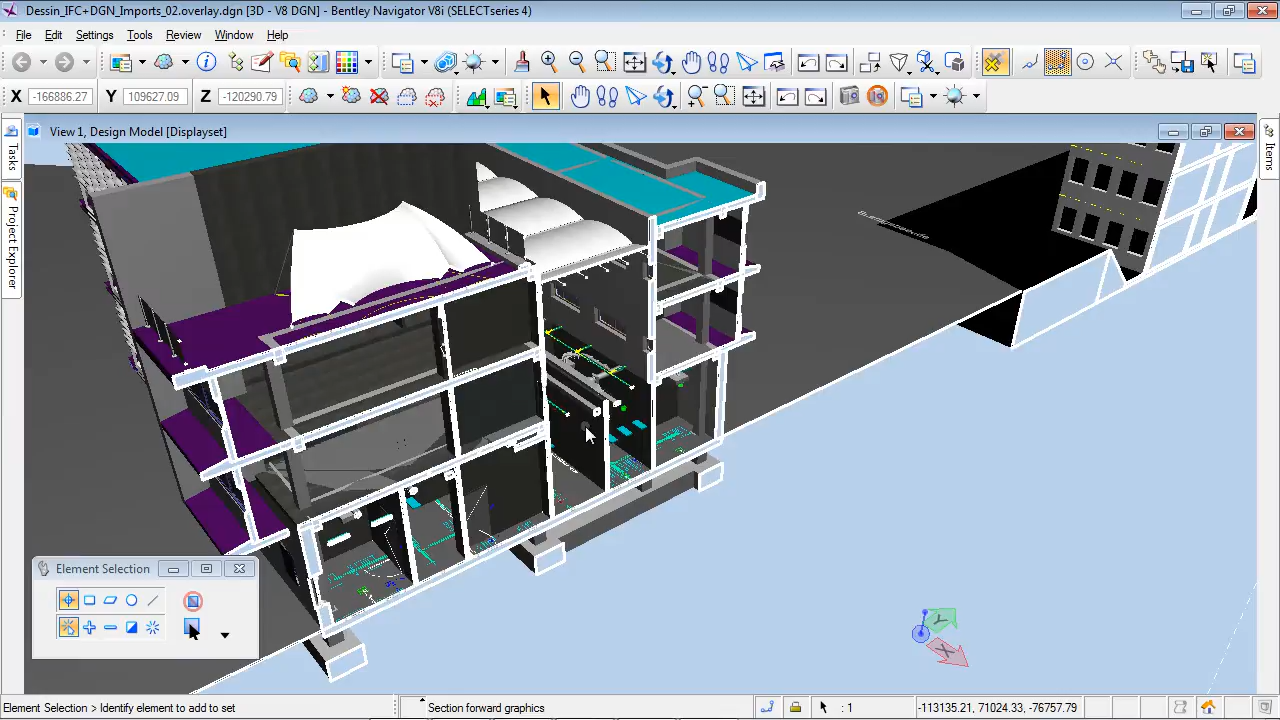 Dessin_IFC+DGN_Imports_02.overlay.dgn [3D - V8 DGN] - Bentley Navigator V8i (SELECTseries 4)
File Edit Settings Tools Review Window Help
X -166886.27 Y 109627.09 Z -120290.79
View 1, Design Model [Displayset]
Tasks
Project Explorer
Items
Element Selection
Y
X
Element Selection > Identify element to add to set
Section forward graphics
: 1
-113135.21, 71024.33, -76757.79